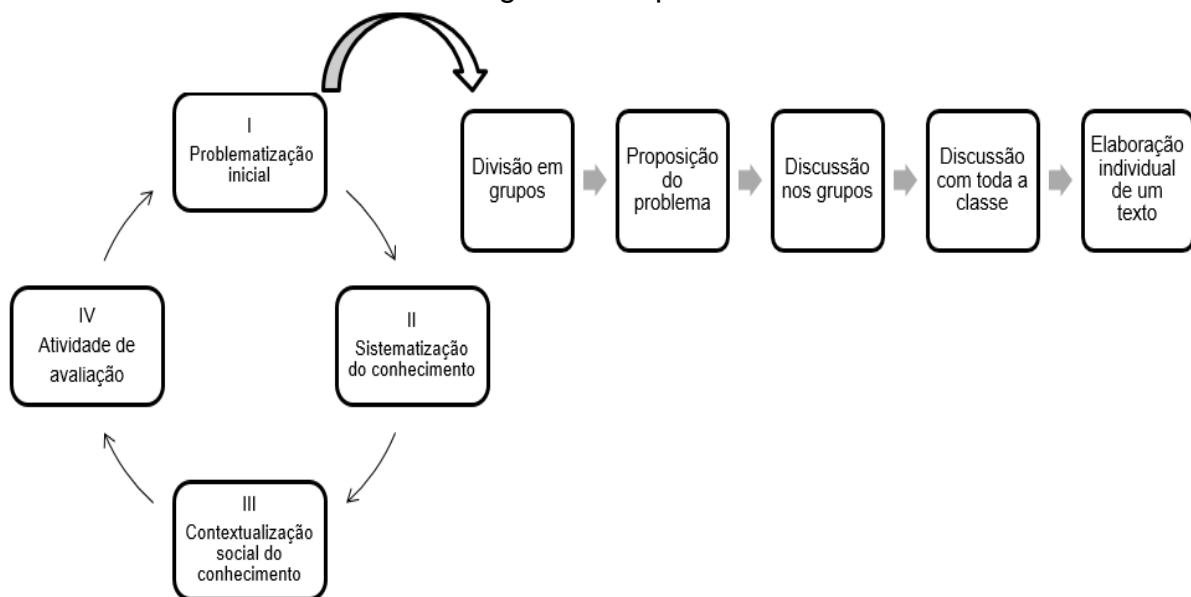 I
Problematização
inicial
Divisão em
grupos
Proposição
do
problema
Discussão
nos grupos
Discussão
com toda a
classe
Elaboração
individual
de um
texto
IV
Atividade de
avaliação
II
Sistematização
do conhecimento
III
Contextualização
social do
conhecimento